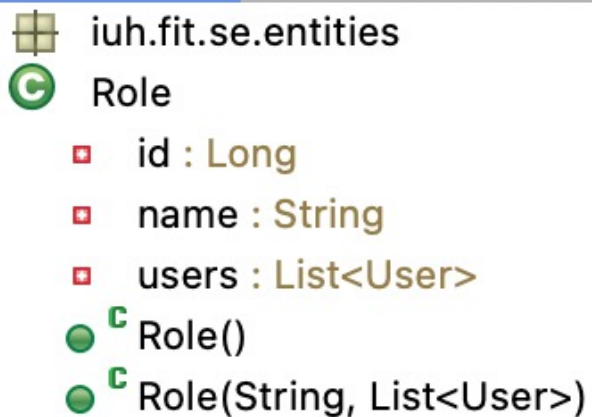 iuh.fit.se.entities
C Role
id : Long
name : String
users : List<User>
C Role()
C Role(String, List<User>)